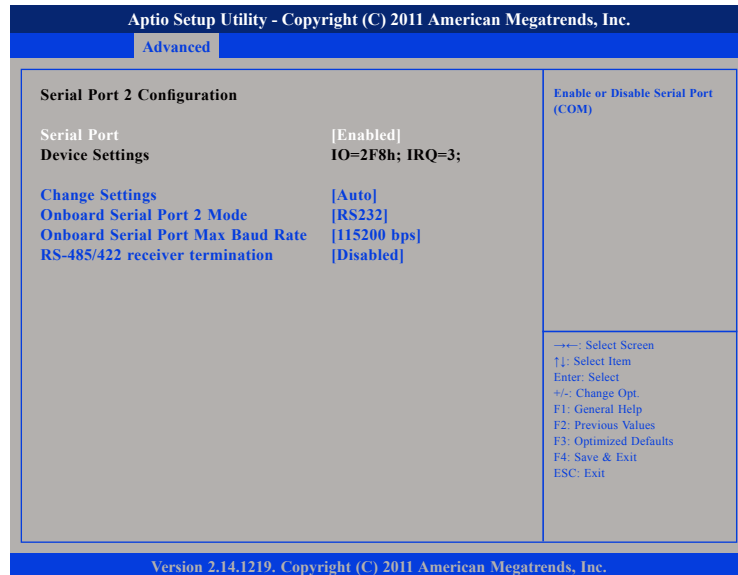 Aptio Setup Utility - Copyright (C) 2011 American Megatrends, Inc.
Advanced
Serial Port 2 Configuration
Serial Port [Enabled]
Device Settings IO=2F8h; IRQ=3;
Change Settings [Auto]
Onboard Serial Port 2 Mode [RS232]
Onboard Serial Port Max Baud Rate [115200 bps]
RS-485/422 receiver termination [Disabled]
Enable or Disable Serial Port
(COM)
→←: Select Screen
↑↓: Select Item
Enter: Select
+/-: Change Opt.
F1: General Help
F2: Previous Values
F3: Optimized Defaults
F4: Save & Exit
ESC: Exit
Version 2.14.1219. Copyright (C) 2011 American Megatrends, Inc.